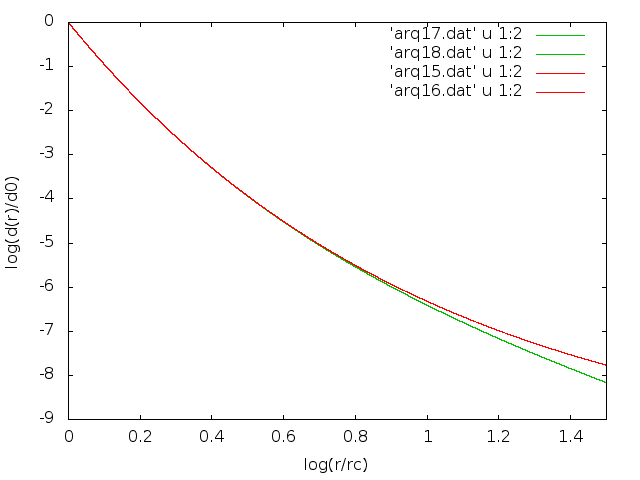 0
-1
-2
-3
-4
-5
-6
-7
-8
-9
log(d(r)/d0)
'arq17.dat' u 1:2
'arq18.dat' u 1:2
'arq15.dat' u 1:2
'arq16.dat' u 1:2
0 0.2 0.4 0.6 0.8 1 1.2 1.4
log(r/rc)